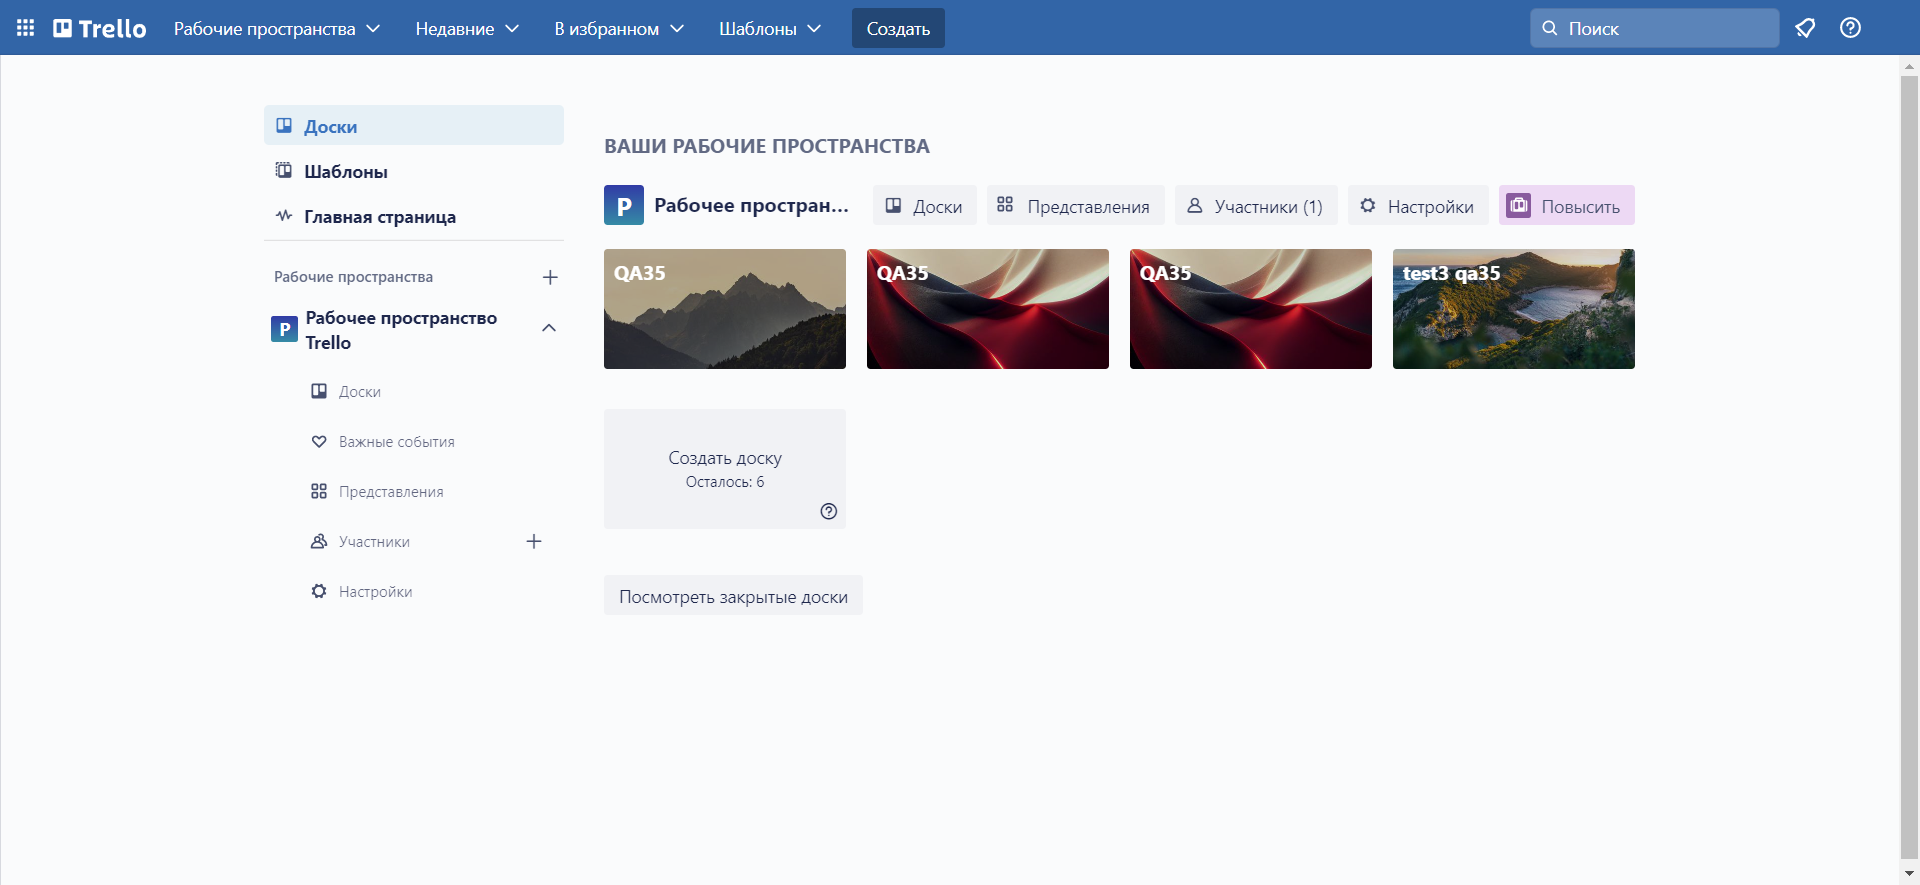 Trello
Рабочие пространства
Недавние
В избранном
Шаблоны
Создать
Поиск
Доски
Шаблоны
Главная страница
Рабочие пространства
P
Рабочее пространство
Trello
Доски
Важные события
Представления
Участники
Настройки
ВАШИ РАБОЧИЕ ПРОСТРАНСТВА
P
Рабочее простран...
Доски
Представления
Участники (1)
Настройки
Повысить
QA35
QA35
QA35
test3 qa35
Создать доску
Осталось: 6
Посмотреть закрытые доски